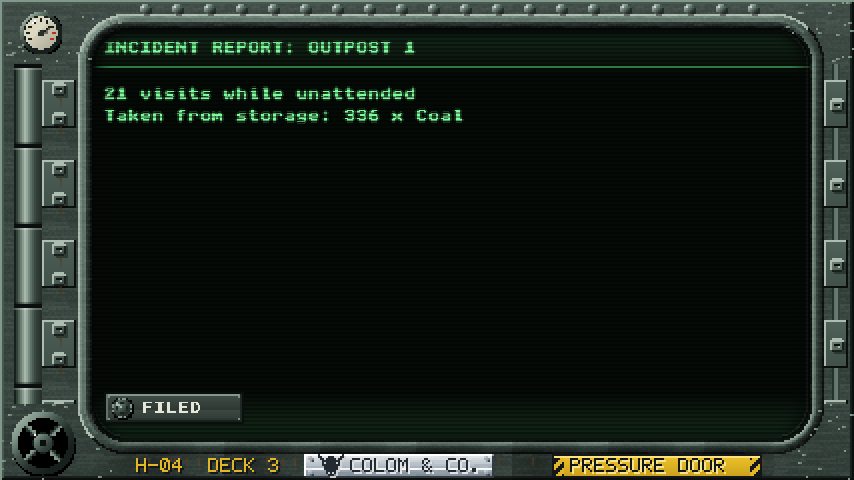 INCIDENT REPORT: OUTPOST 1
21 visits while unattended
Taken from storage: 336 x Coal
FILED
H-04 DECK 3
COLOM & CO.
PRESSURE DOOR